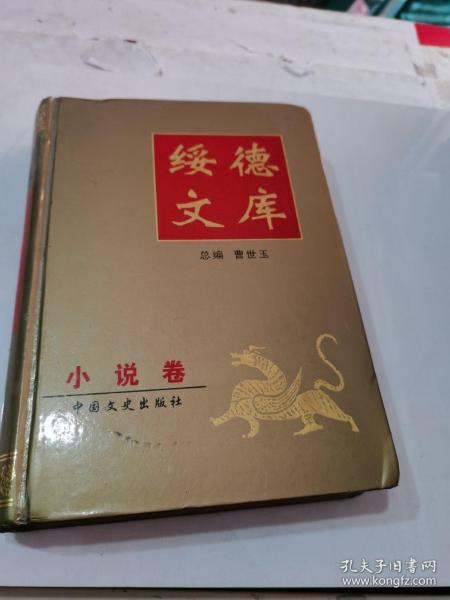 绥德
文库
总编 曹世玉
小说卷
中国文史出版社
孔夫子旧书网
www.kongfz.com